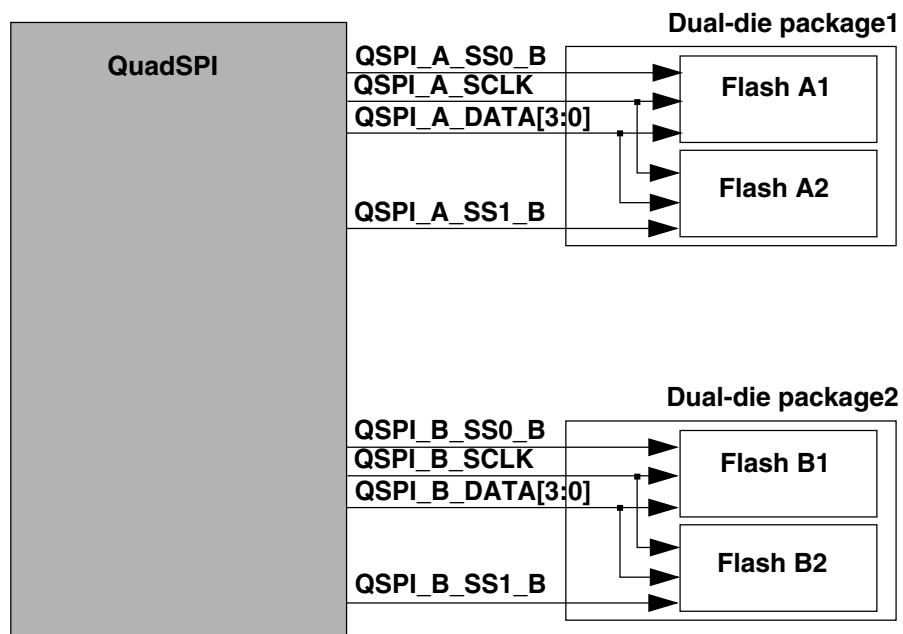 Dual-die package1
QuadSPI
QSPI_A_SS0_B
QSPI_A_SCLK
QSPI_A_DATA[3:0]
QSPI_A_SS1_B
Flash A1
Flash A2
Dual-die package2
QSPI_B_SS0_B
QSPI_B_SCLK
QSPI_B_DATA[3:0]
QSPI_B_SS1_B
Flash B1
Flash B2